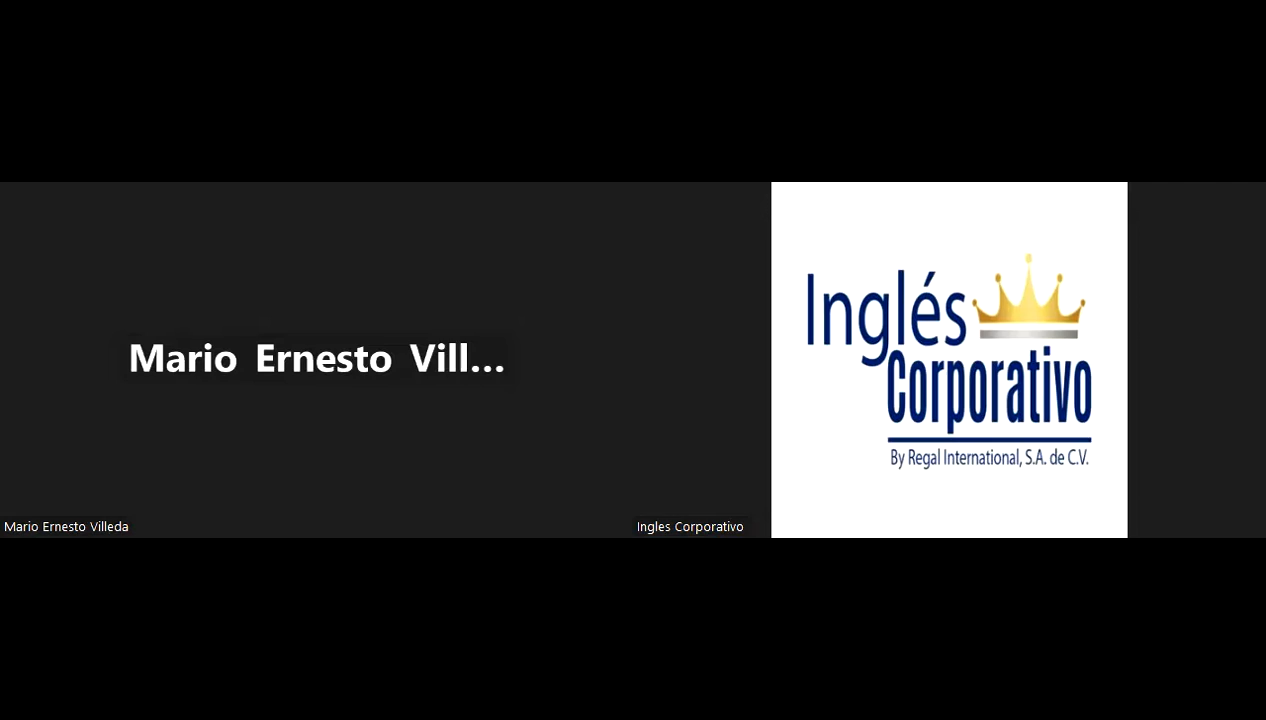 Mario Ernesto Vill...
Mario Ernesto Villeda
Inglés
Corporativo
By Regal International, S.A. de C.V.
Ingles Corporativo